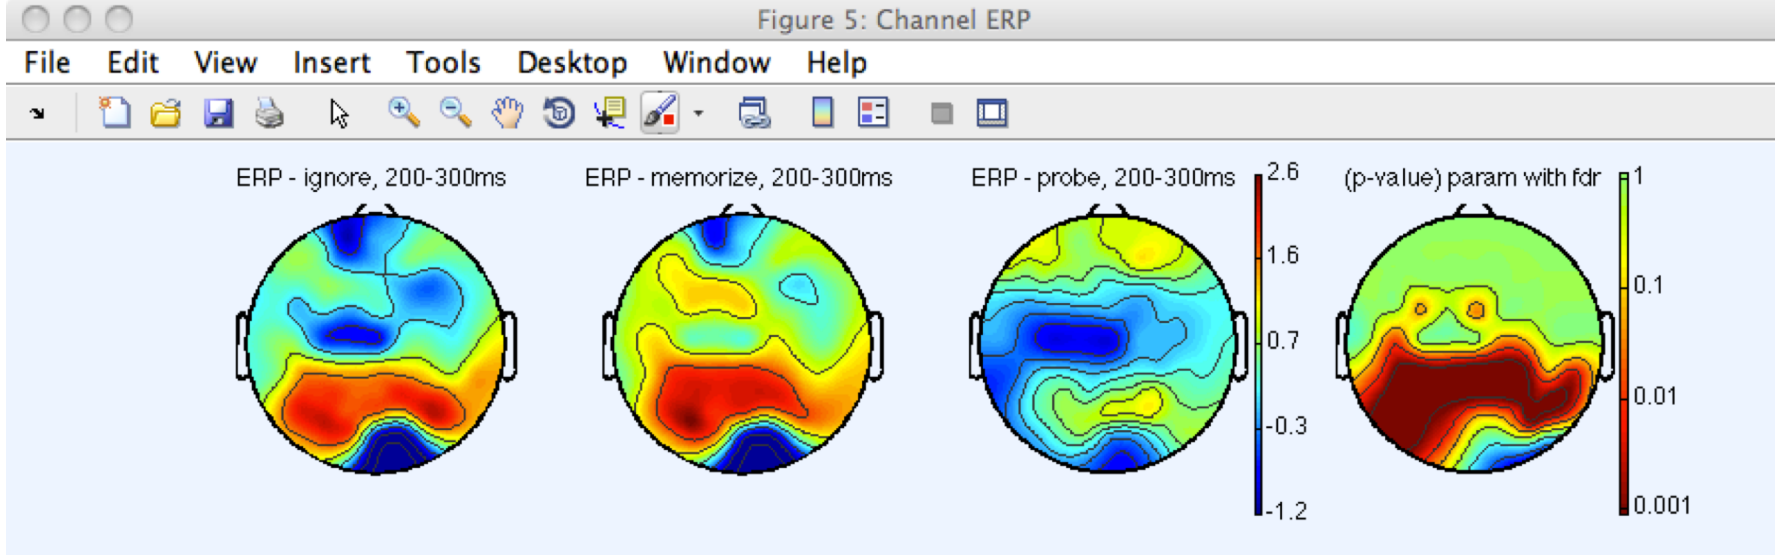 Figure 5: Channel ERP
File Edit View Insert Tools Desktop Window Help
ERP - ignore, 200-300ms
ERP - memorize, 200-300ms
ERP - probe, 200-300ms
2.6
1.6
0.7
-0.3
-1.2
(p-value) param with fdr
1
0.1
0.01
0.001